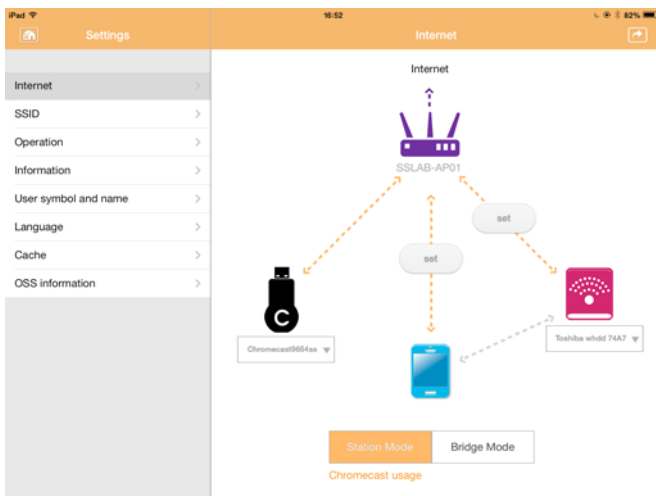 iPad 16:52 82%
Settings
Internet
Internet
SSID
Operation
Information
User symbol and name
Language
Cache
OSS information
Internet
SSLAB-AP01
set
set
C
Chromecast9654ss
Toshiba whdd 74A7
Station Mode
Bridge Mode
Chromecast usage